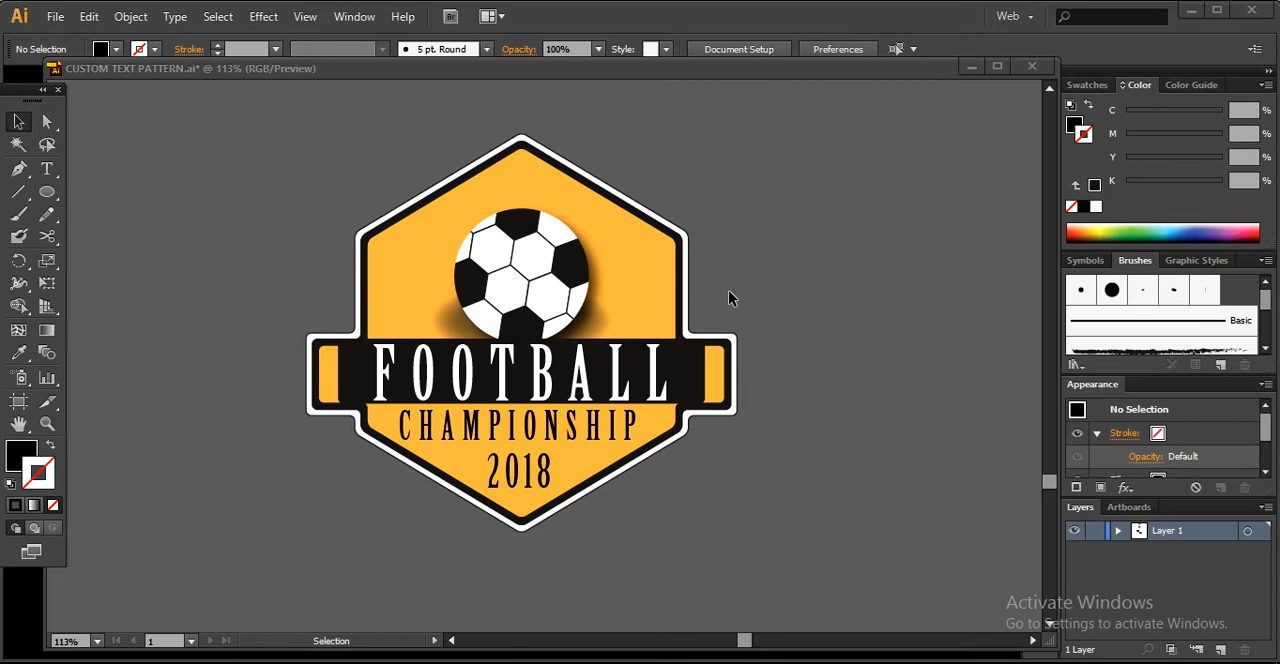 Ai File Edit Object Type Select Effect View Window Help Br Web
No Selection Stroke: 5 pt. Round Opacity: 100% Style: Document Setup Preferences
Ai CUSTOM TEXT PATTERN.ai* @ 113% (RGB/Preview)
Swatches Color Color Guide
C %
M %
Y %
K %
Symbols Brushes Graphic Styles
Basic
Appearance
No Selection
Stroke:
Opacity: Default
fx
Layers Artboards
Layer 1
FOOTBALL
CHAMPIONSHIP
2018
T
Activate Windows
Go to Settings to activate Windows.
113% 1 Selection
1 Layer